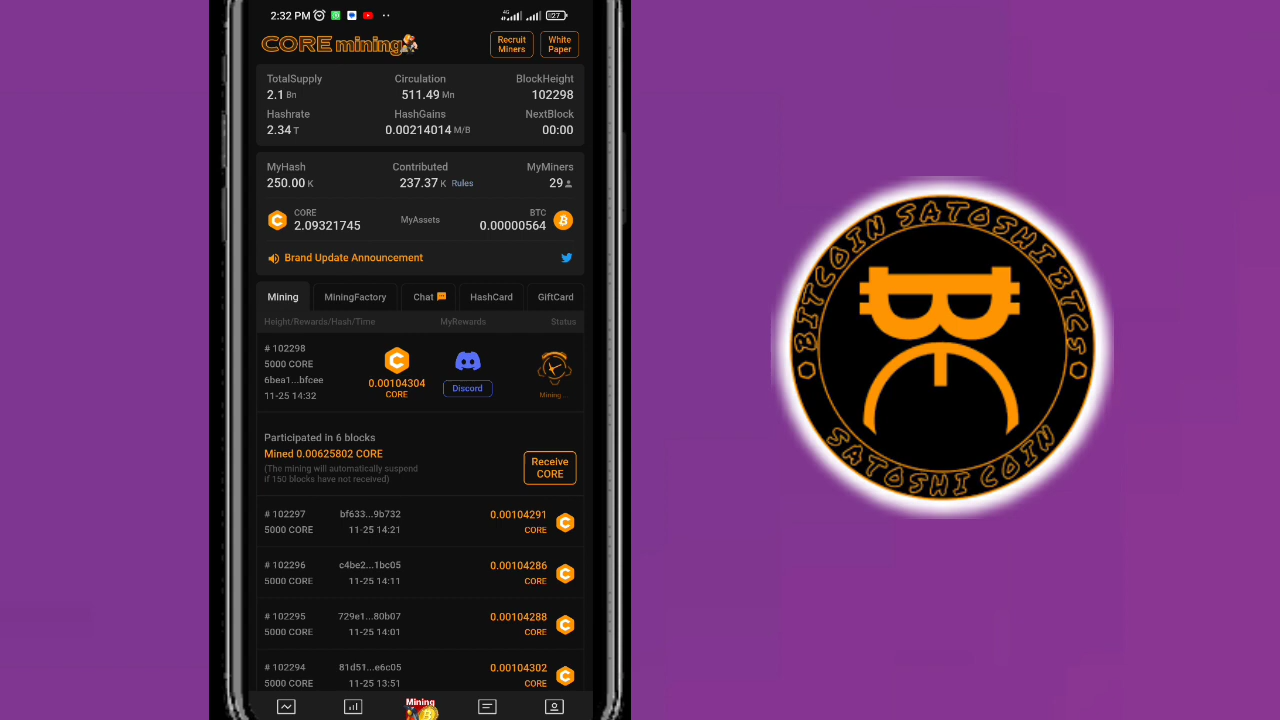 2:32 PM
4G
27
CORE mining
Recruit
Miners
White
Paper
TotalSupply
Circulation
BlockHeight
2.1 Bn
511.49 Mn
102298
Hashrate
HashGains
NextBlock
2.34 T
0.00214014 M/B
00:00
MyHash
Contributed
MyMiners
250.00 K
237.37 K Rules
29
CORE
2.09321745
MyAssets
BTC
0.00000564
Brand Update Announcement
Mining
MiningFactory
Chat
HashCard
GiftCard
Height/Rewards/Hash/Time
MyRewards
Status
# 102298
5000 CORE
6bea1...bfcee
11-25 14:32
0.00104304
CORE
Discord
Mining...
Participated in 6 blocks
Mined 0.00625802 CORE
(The mining will automatically suspend
if 150 blocks have not received)
Receive
CORE
# 102297
bf633...9b732
0.00104291
5000 CORE
11-25 14:21
CORE
# 102296
c4be2...1bc05
0.00104286
5000 CORE
11-25 14:11
CORE
# 102295
729e1...80b07
0.00104288
5000 CORE
11-25 14:01
CORE
# 102294
81d51...e6c05
0.00104302
5000 CORE
11-25 13:51
CORE
Mining
BITCOIN SATOSHI BTCS
SATOSHI COIN